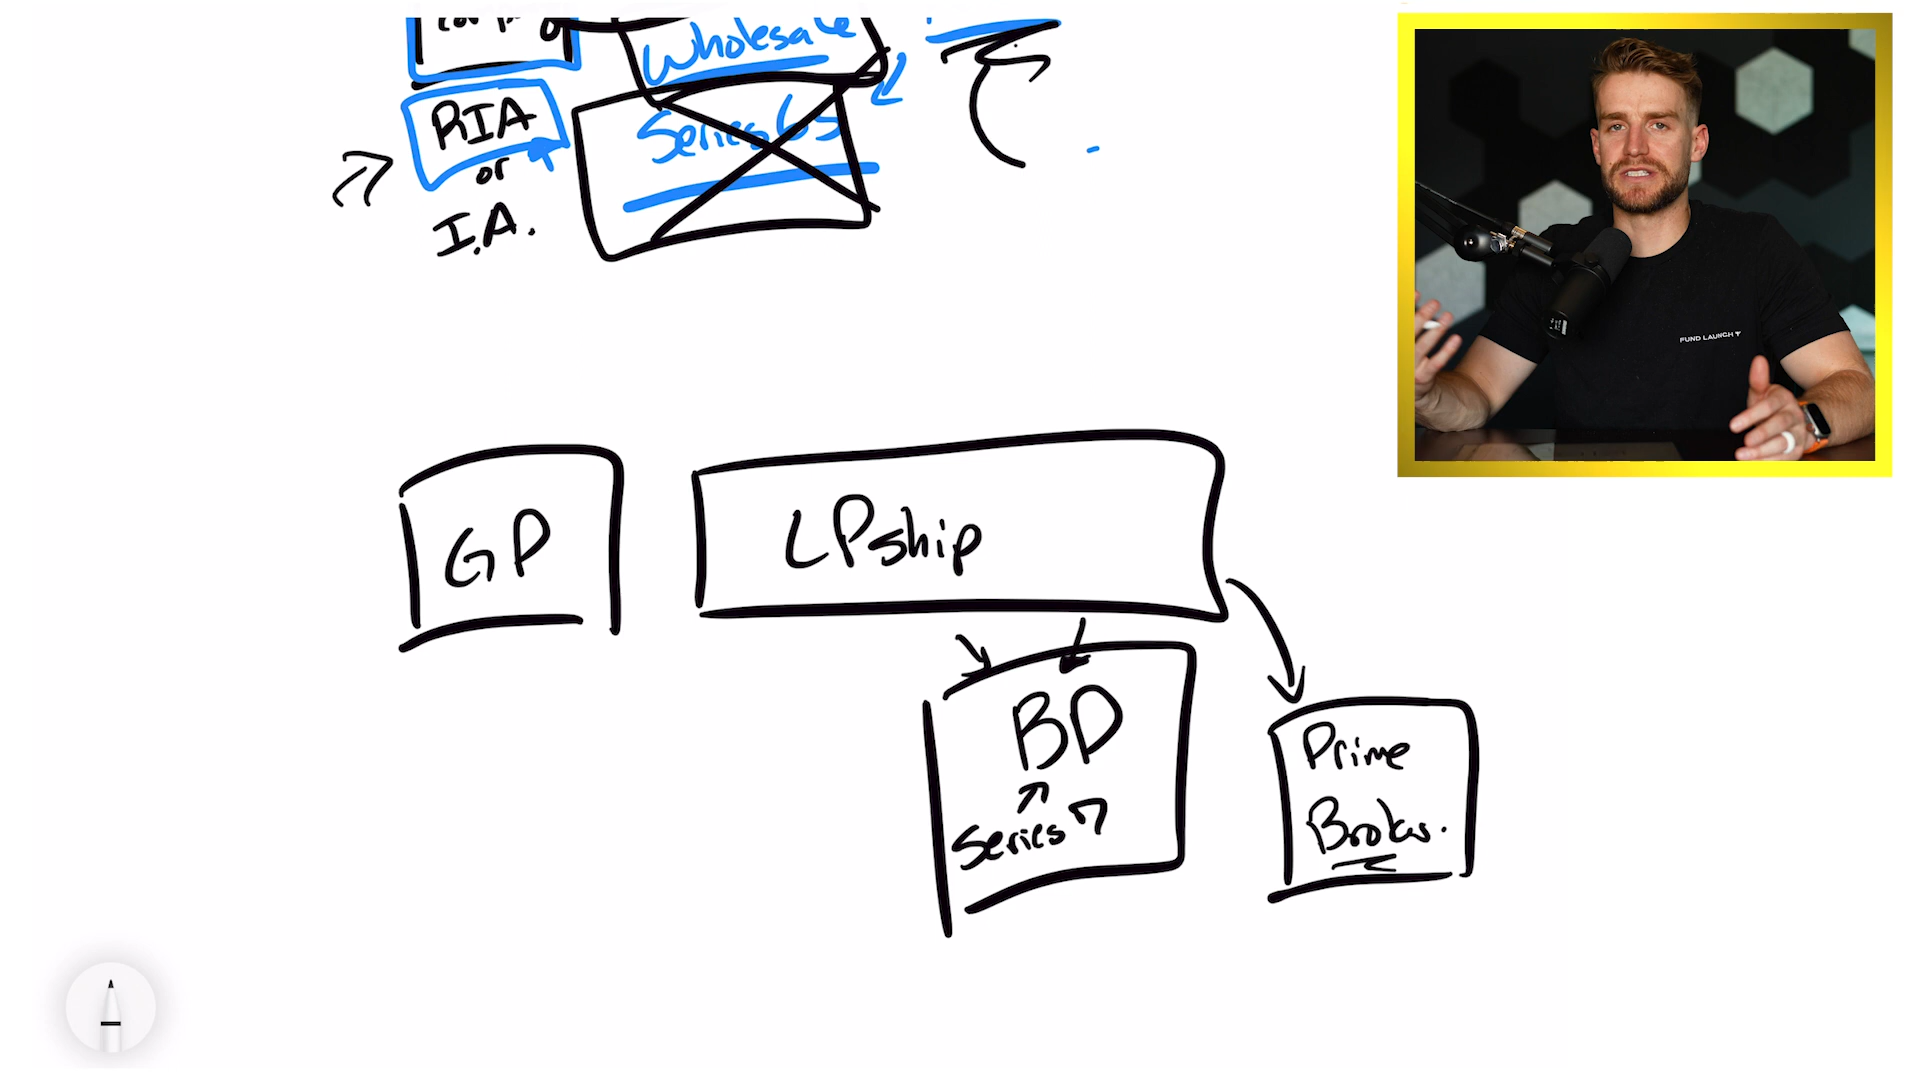 Wholesale
RIA
or
I.A.
Series 65
FUND LAUNCH
GP
LPship
BD
Series 7
Prime
Broker.